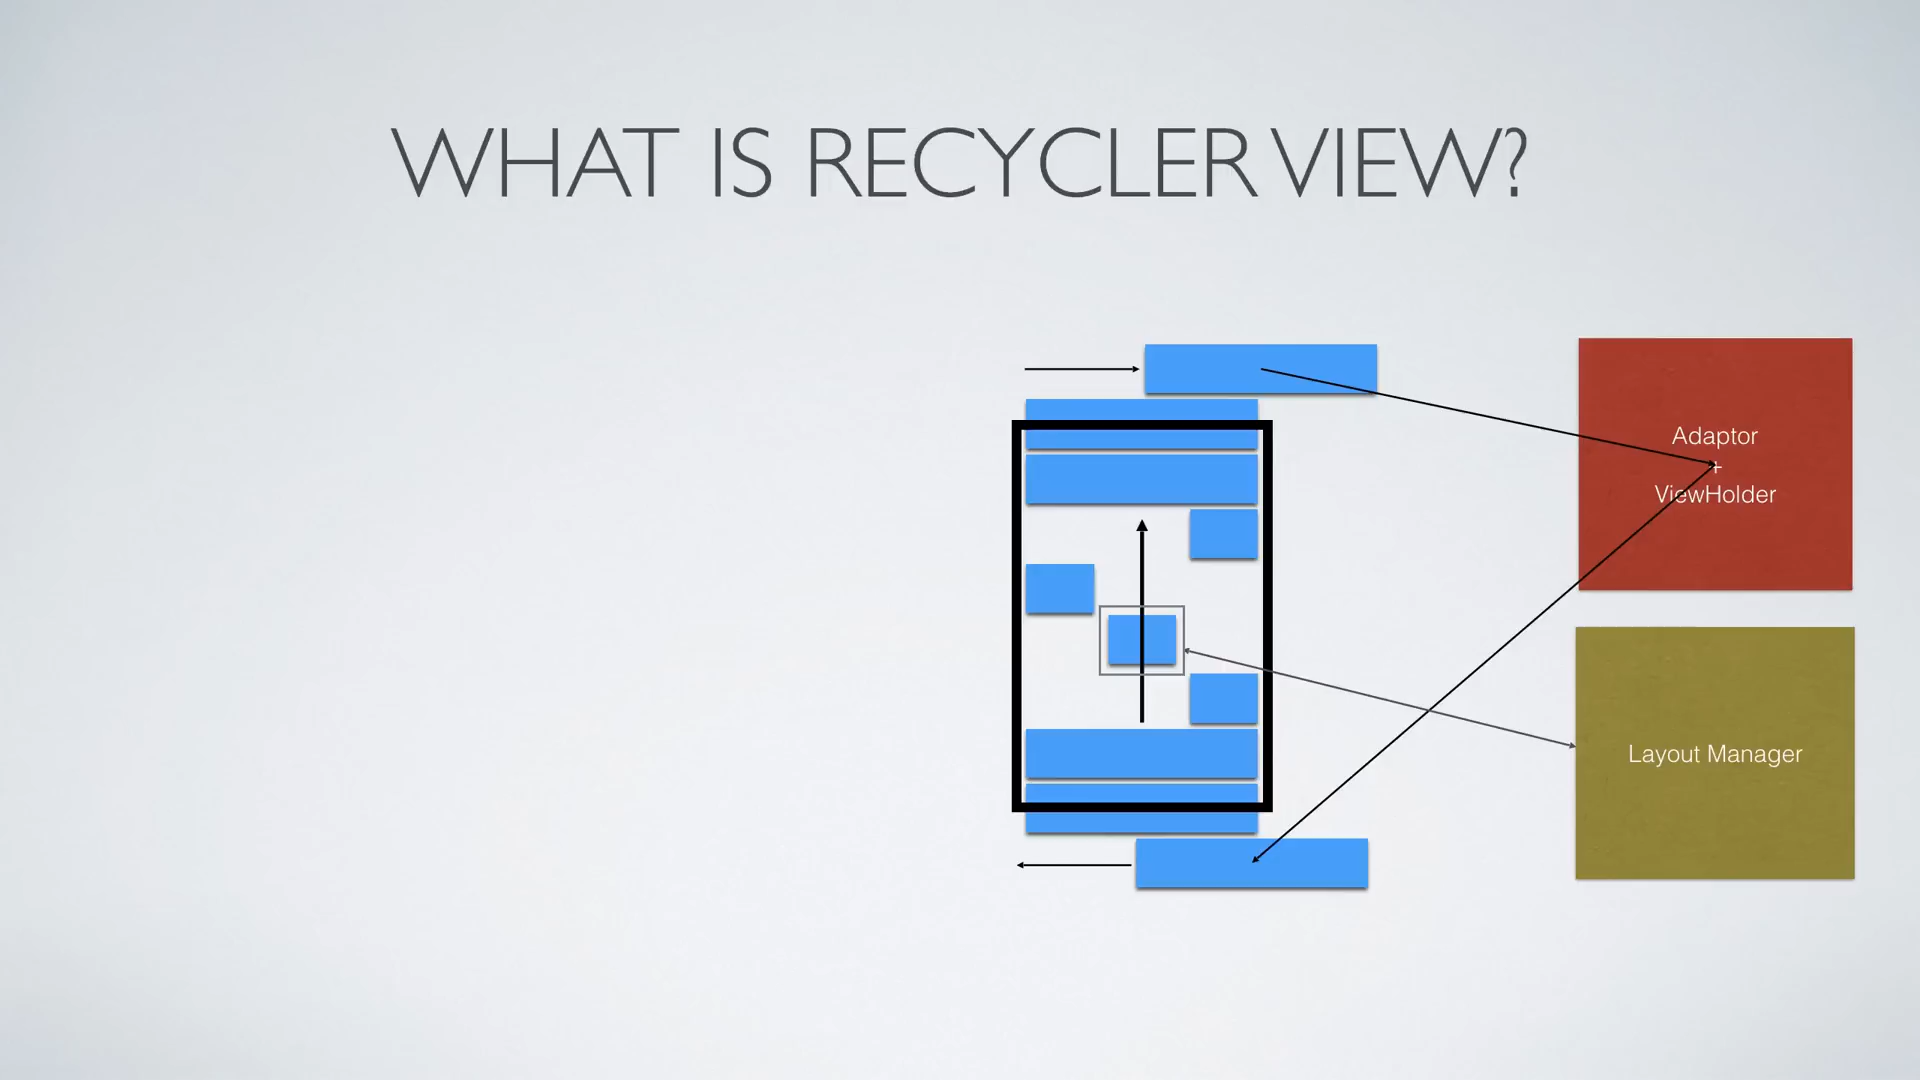 WHAT IS RECYCLER VIEW?
Adaptor
+
ViewHolder
Layout Manager